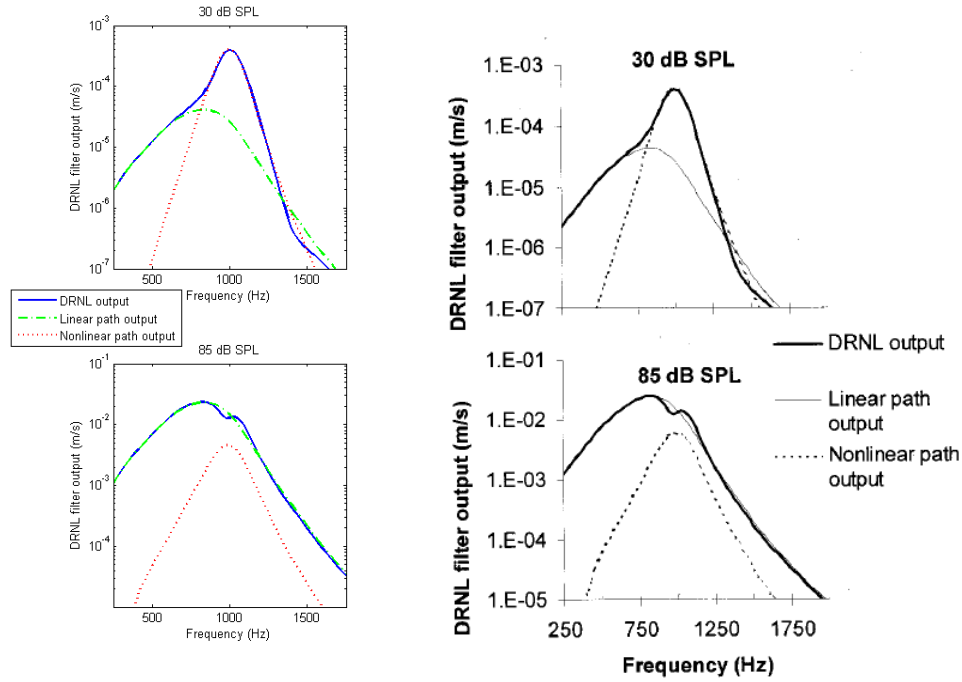 30 dB SPL
10^-3
10^-4
10^-5
10^-6
10^-7
DRNL filter output (m/s)
500
1000
1500
Frequency (Hz)
DRNL output
Linear path output
Nonlinear path output
85 dB SPL
10^-1
10^-2
10^-3
10^-4
DRNL filter output (m/s)
500
1000
1500
Frequency (Hz)
30 dB SPL
1.E-03
1.E-04
1.E-05
1.E-06
1.E-07
DRNL filter output (m/s)
85 dB SPL
1.E-01
1.E-02
1.E-03
1.E-04
1.E-05
DRNL filter output (m/s)
250
750
1250
1750
Frequency (Hz)
DRNL output
Linear path
output
Nonlinear path
output